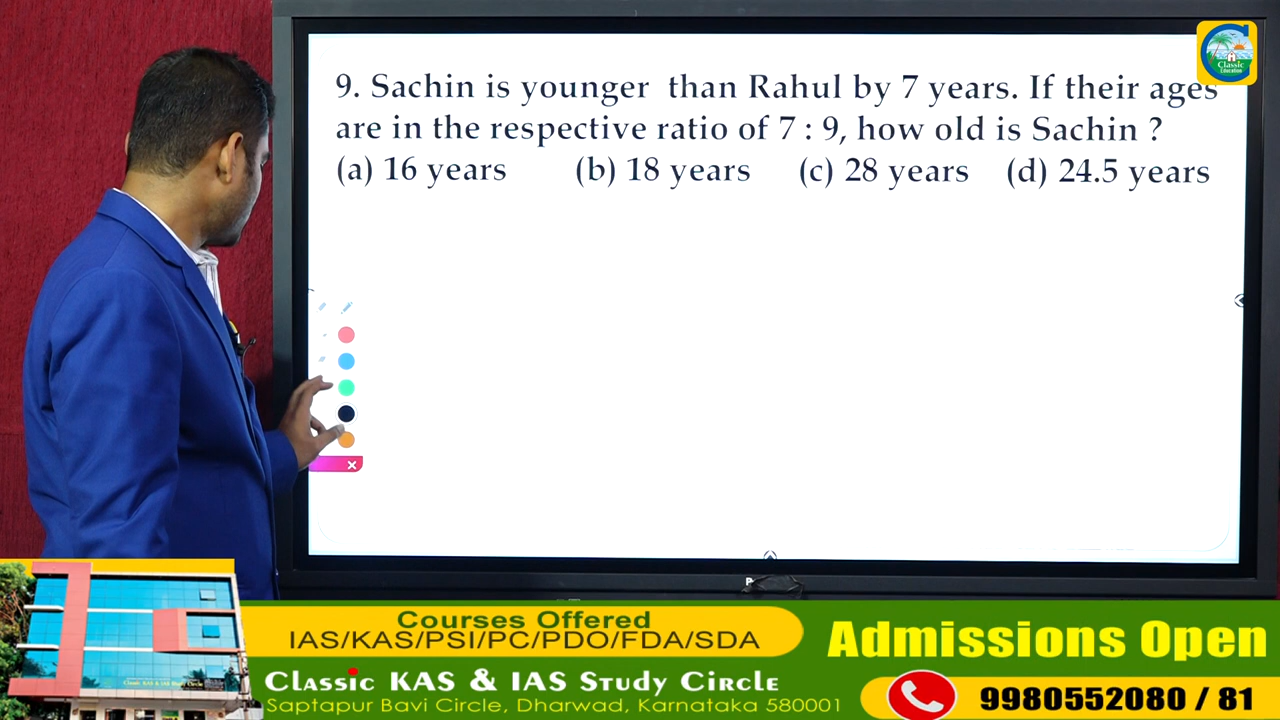 Classic
Education
9. Sachin is younger than Rahul by 7 years. If their ages
are in the respective ratio of 7 : 9, how old is Sachin ?
(a) 16 years (b) 18 years (c) 28 years (d) 24.5 years
Courses Offered
IAS/KAS/PSI/PC/PDO/FDA/SDA
Admissions Open
Classic KAS & IAS Study Circle
Saptapur Bavi Circle, Dharwad, Karnataka 580001
9980552080 / 81